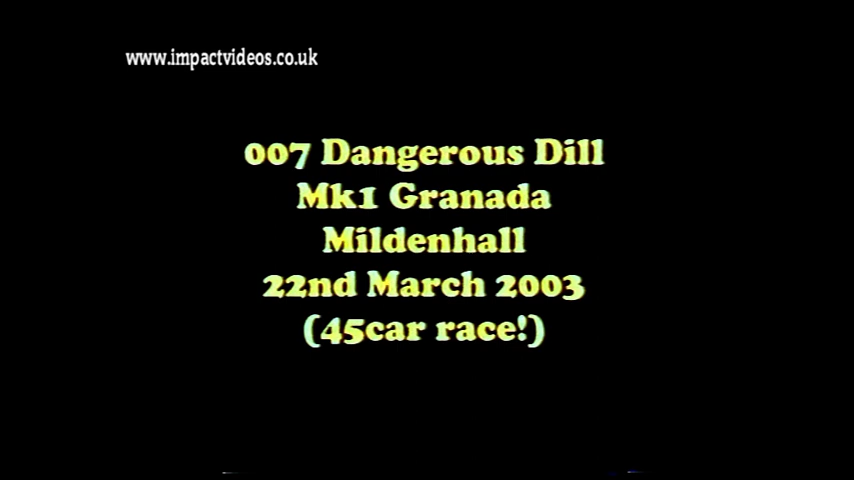 www.impactvideos.co.uk
007 Dangerous Dill
Mk1 Granada
Mildenhall
22nd March 2003
(45car race!)